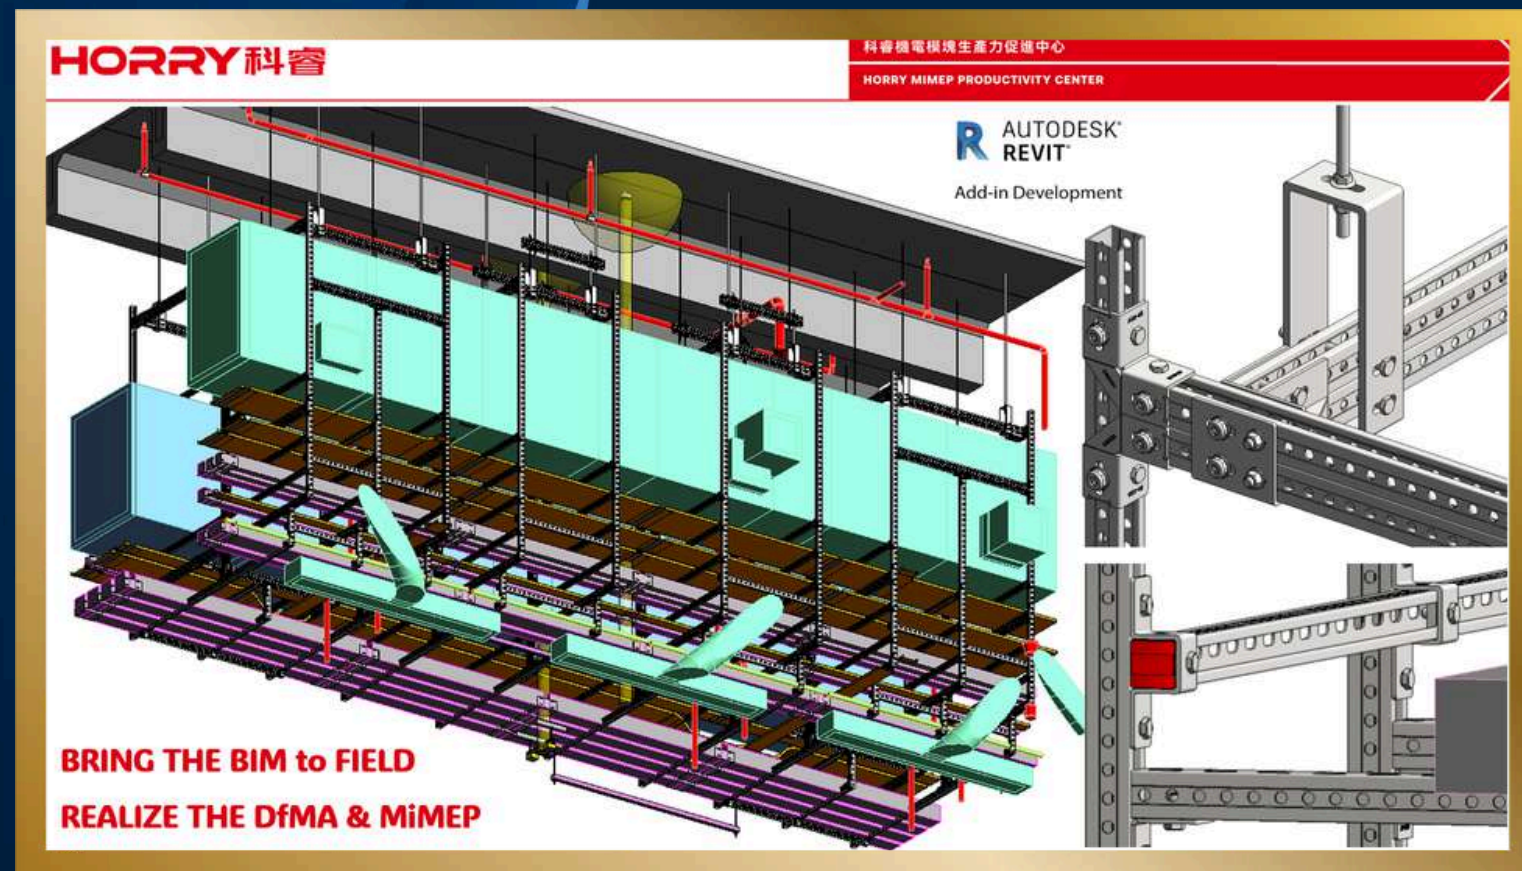 HORRY科睿
科睿機電模塊生產力促進中心
HORRY MIMEP PRODUCTIVITY CENTER
R AUTODESK®
REVIT®
Add-in Development
BRING THE BIM to FIELD
REALIZE THE DfMA & MiMEP